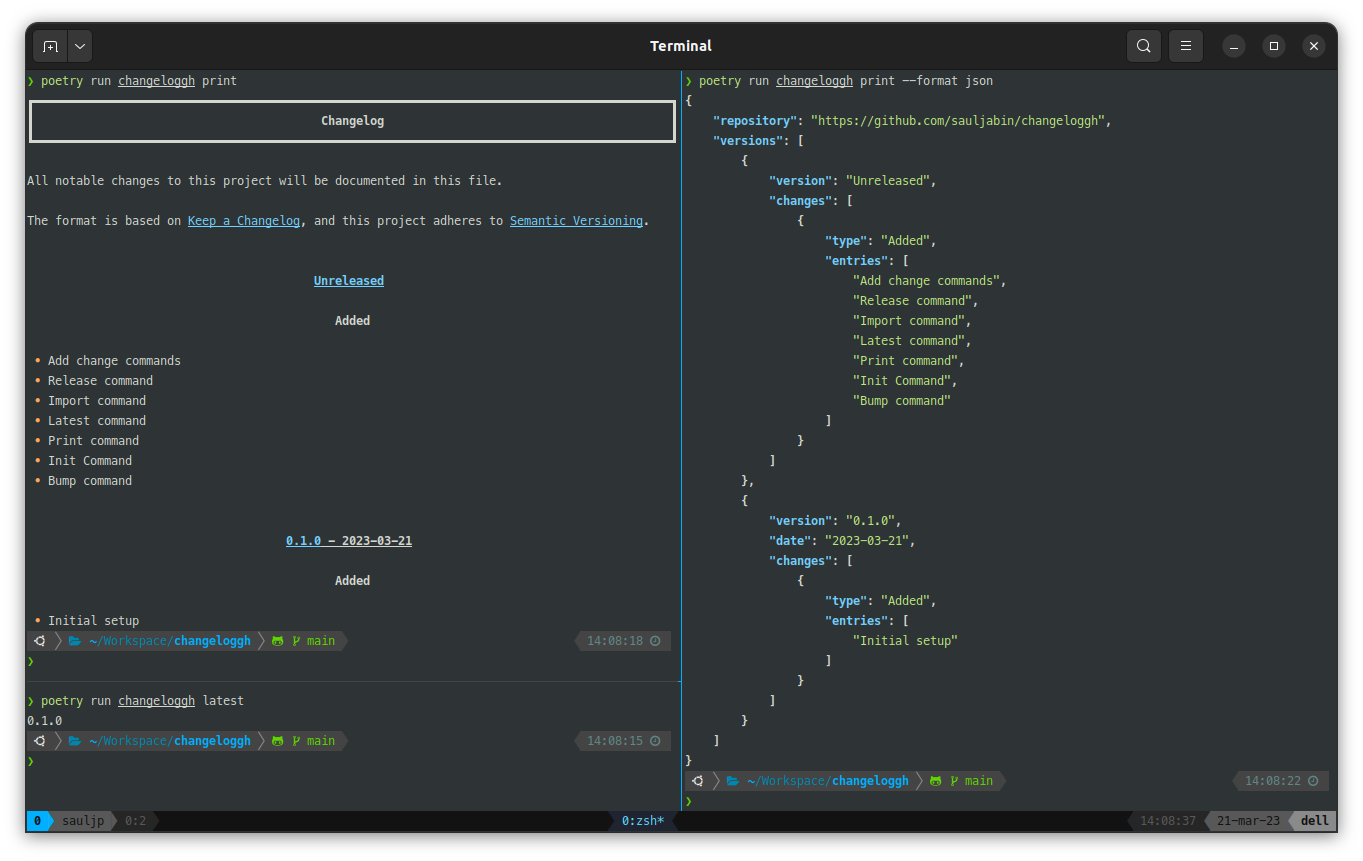 Terminal
❯ poetry run changeloggh print
Changelog
All notable changes to this project will be documented in this file.
The format is based on Keep a Changelog, and this project adheres to Semantic Versioning.
Unreleased
Added
• Add change commands
• Release command
• Import command
• Latest command
• Print command
• Init Command
• Bump command
0.1.0 - 2023-03-21
Added
• Initial setup
~/Workspace/changeloggh main 14:08:18
❯
❯ poetry run changeloggh latest
0.1.0
~/Workspace/changeloggh main 14:08:15
❯
❯ poetry run changeloggh print --format json
{
    "repository": "https://github.com/sauljabin/changeloggh",
    "versions": [
        {
            "version": "Unreleased",
            "changes": [
                {
                    "type": "Added",
                    "entries": [
                        "Add change commands",
                        "Release command",
                        "Import command",
                        "Latest command",
                        "Print command",
                        "Init Command",
                        "Bump command"
                    ]
                }
            ]
        },
        {
            "version": "0.1.0",
            "date": "2023-03-21",
            "changes": [
                {
                    "type": "Added",
                    "entries": [
                        "Initial setup"
                    ]
                }
            ]
        }
    ]
}
~/Workspace/changeloggh main 14:08:22
❯
0 sauljp 0:2 0:zsh* 14:08:37 21-mar-23 dell